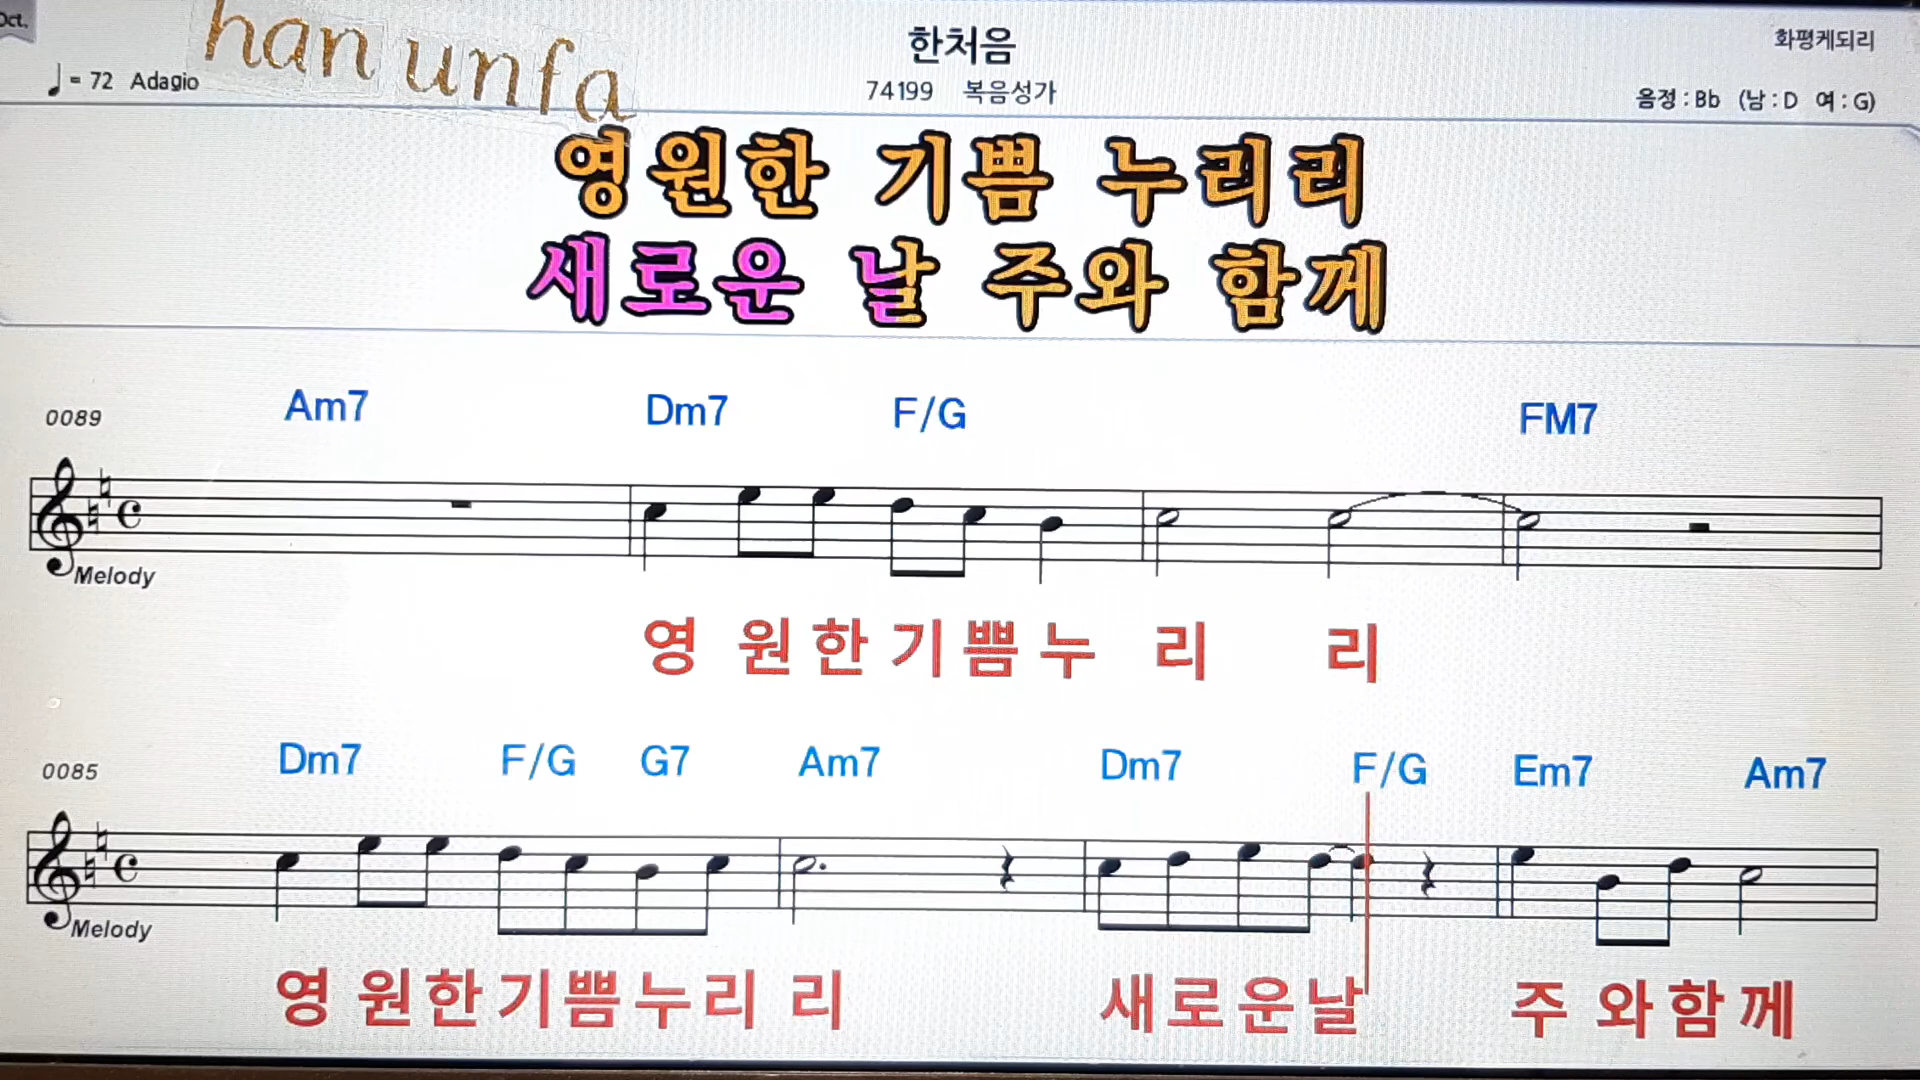 Oct.
han unfa
한처음
화평케되리
♩= 72 Adagio
74199 복음성가
음정 : Bb (남 : D 여 : G)
영원한 기쁨 누리리
새로운 날 주와 함께
0089 Am7 Dm7 F/G FM7
Melody
영 원한기쁨누 리 리
0085 Dm7 F/G G7 Am7 Dm7 F/G Em7 Am7
Melody
영 원한기쁨누리 리 새로운날 주 와함께